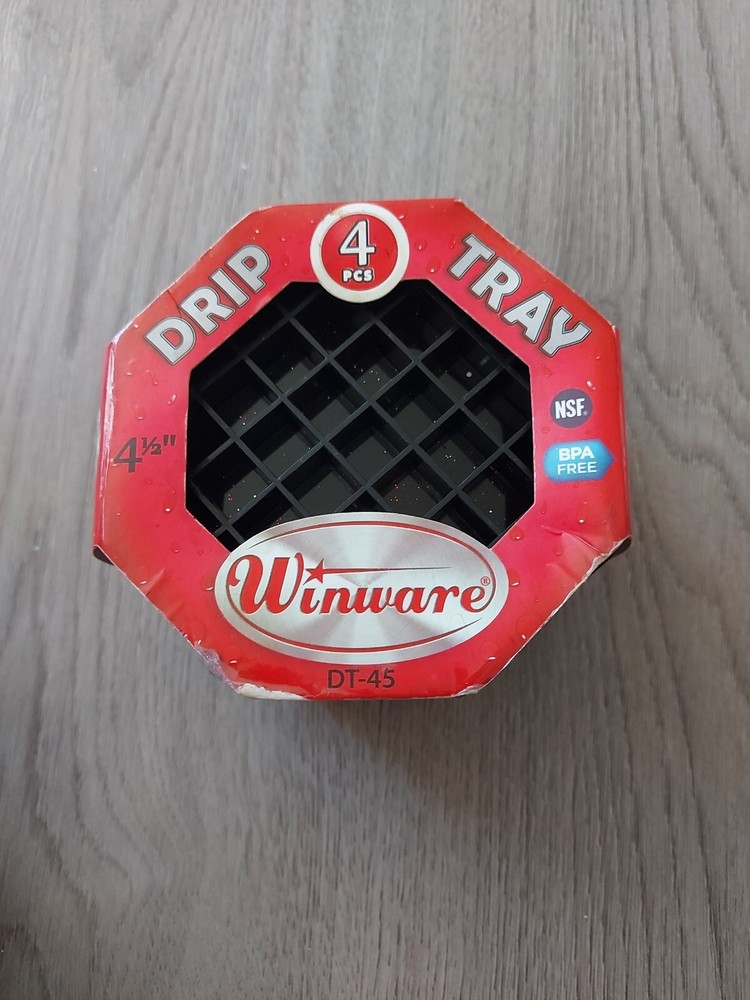 4
PCS
DRIP
TRAY
4½"
NSF®
BPA
FREE
Winware®
DT-45